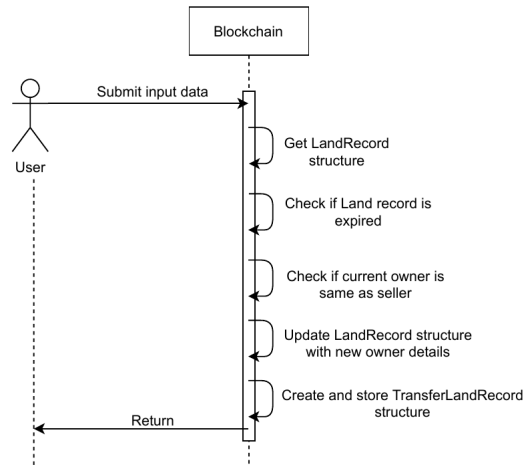 Blockchain
Submit input data
User
Get LandRecord
structure
Check if Land record is
expired
Check if current owner is
same as seller
Update LandRecord structure
with new owner details
Create and store TransferLandRecord
structure
Return